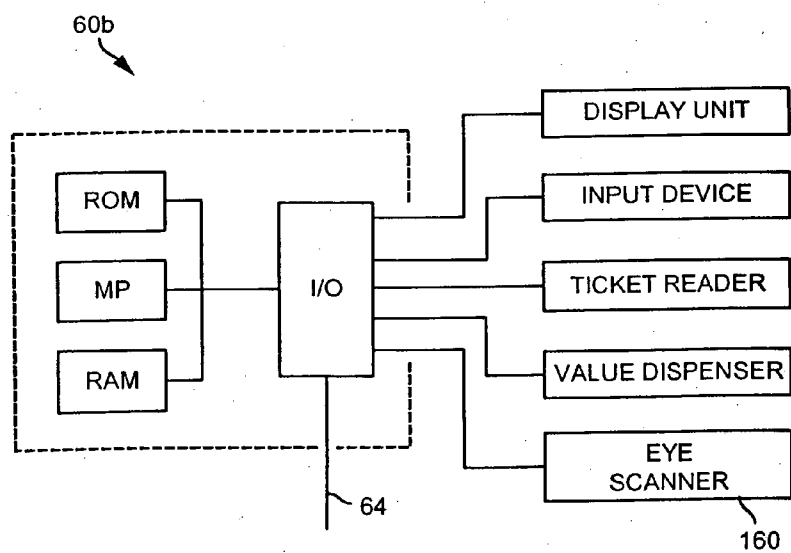 60b
DISPLAY UNIT
ROM
INPUT DEVICE
MP
I/O
TICKET READER
RAM
VALUE DISPENSER
EYE
SCANNER
64
160